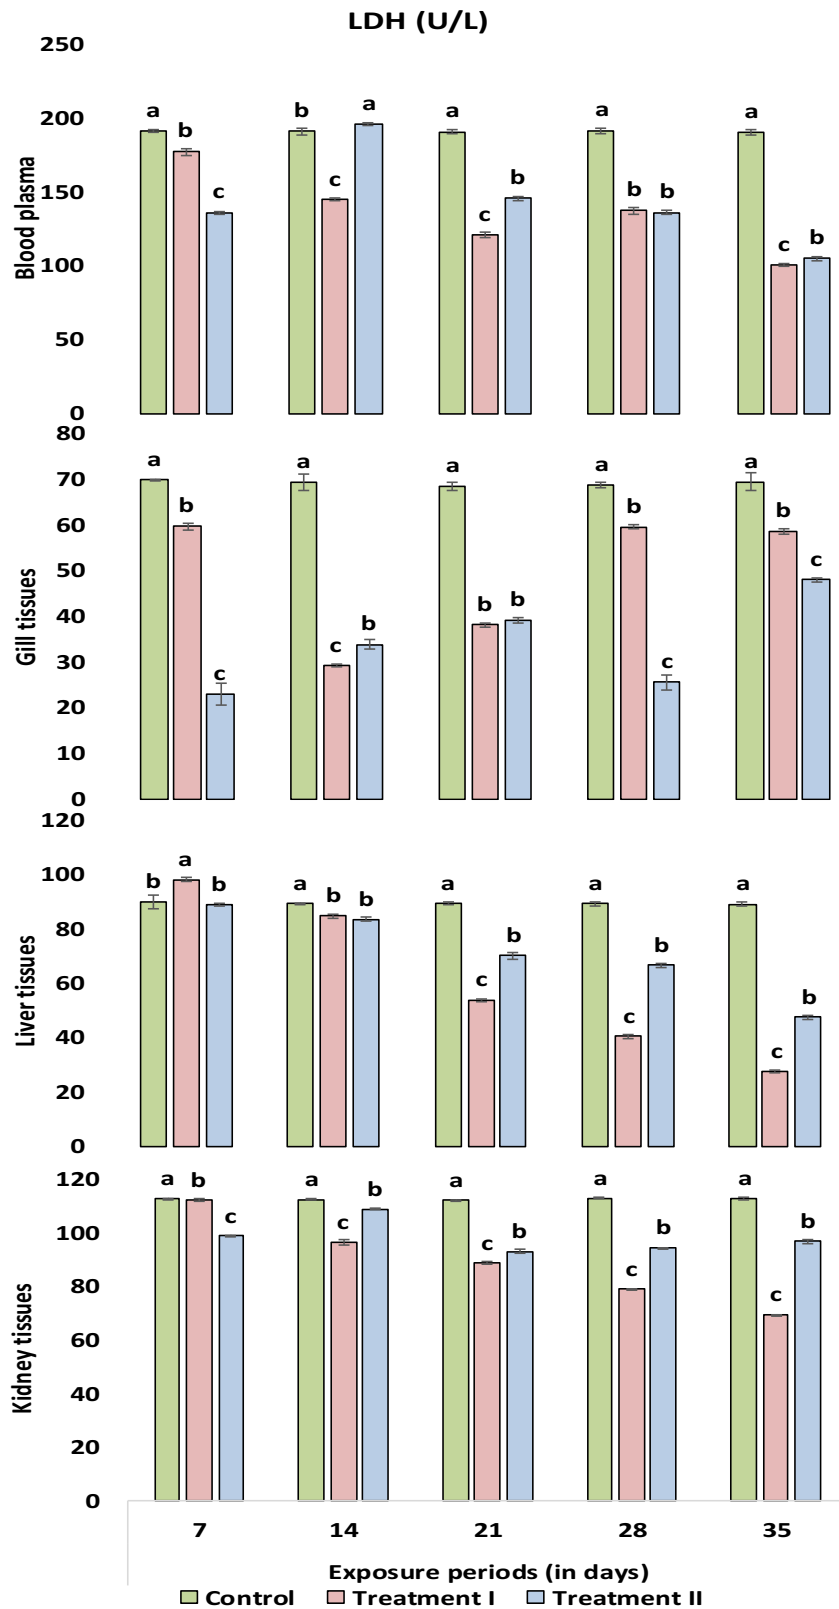 LDH (U/L)
250
200
150
100
50
0
Blood plasma
a b c
b c a
a c b
a b b
a c b
80
70
60
50
40
30
20
10
0
Gill tissues
a b c
a c b
a b b
a b c
a b c
120
100
80
60
40
20
0
Liver tissues
b a b
a b b
a c b
a c b
a c b
120
100
80
60
40
20
0
Kidney tissues
a b c
a c b
a c b
a c b
a c b
7 14 21 28 35
Exposure periods (in days)
Control Treatment I Treatment II